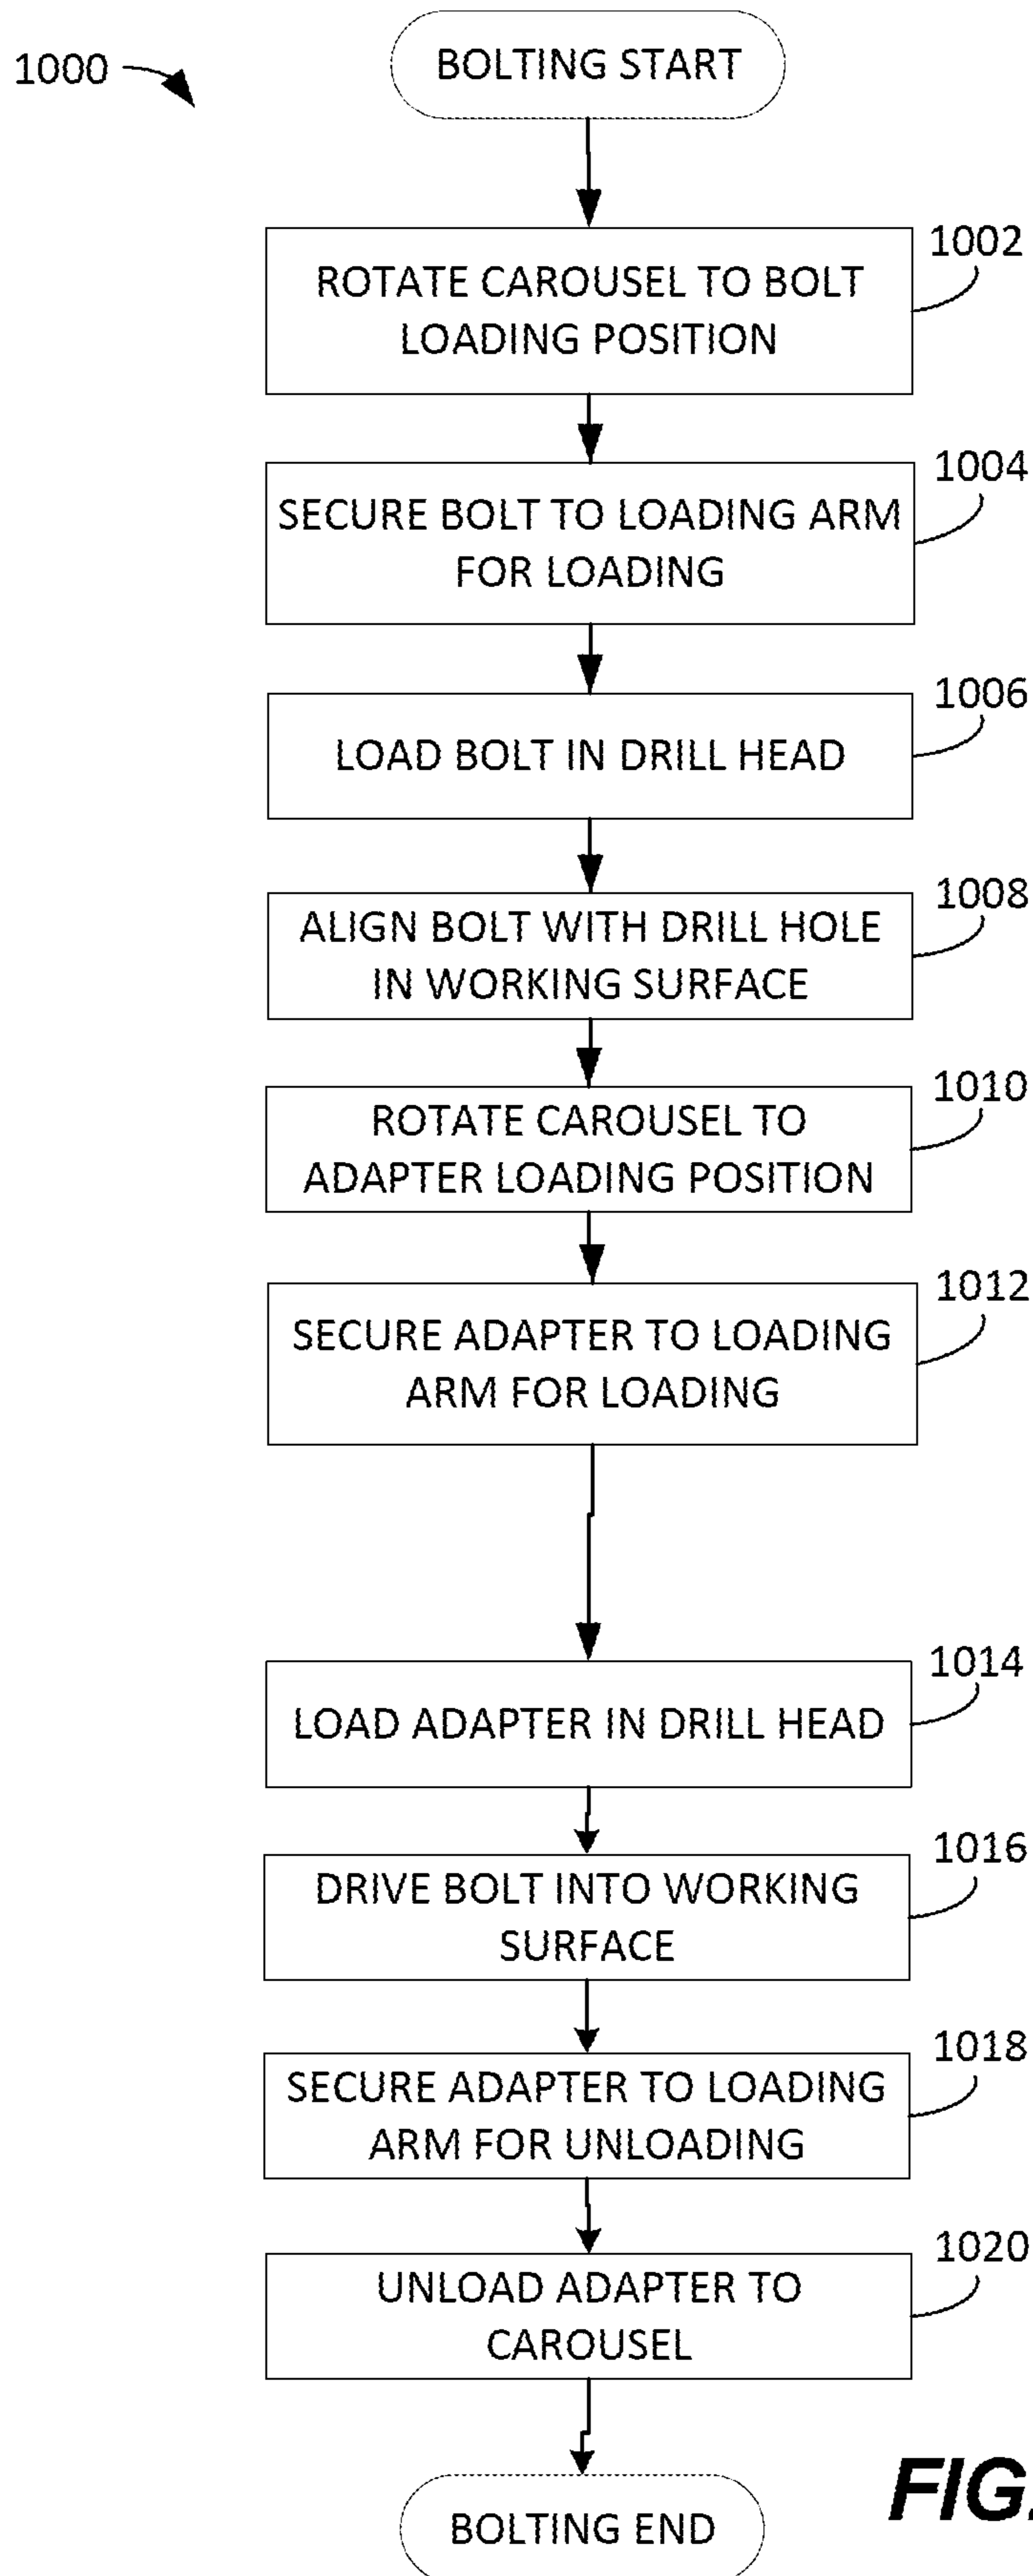 1000
BOLTING START
1002
ROTATE CAROUSEL TO BOLT
LOADING POSITION
1004
SECURE BOLT TO LOADING ARM
FOR LOADING
1006
LOAD BOLT IN DRILL HEAD
1008
ALIGN BOLT WITH DRILL HOLE
IN WORKING SURFACE
1010
ROTATE CAROUSEL TO
ADAPTER LOADING POSITION
1012
SECURE ADAPTER TO LOADING
ARM FOR LOADING
1014
LOAD ADAPTER IN DRILL HEAD
1016
DRIVE BOLT INTO WORKING
SURFACE
1018
SECURE ADAPTER TO LOADING
ARM FOR UNLOADING
1020
UNLOAD ADAPTER TO
CAROUSEL
FIG.
BOLTING END